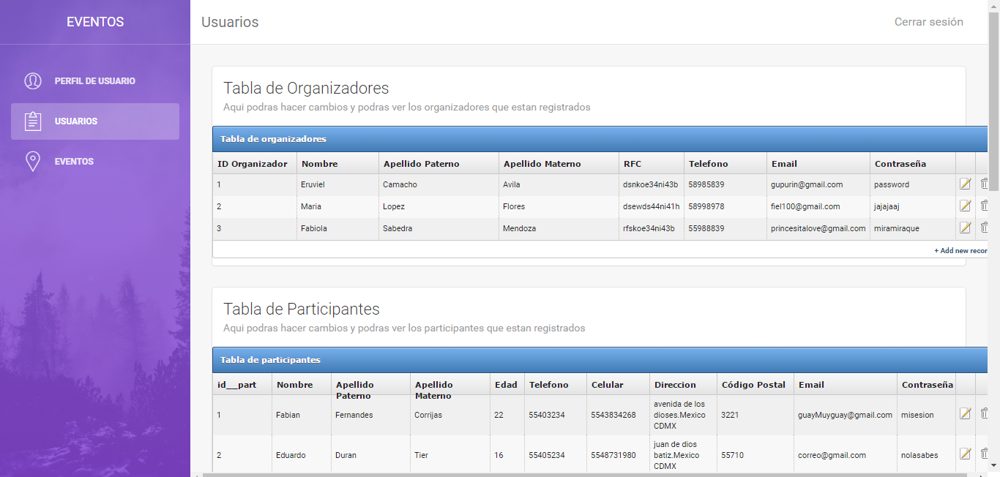 EVENTOS
Usuarios
Cerrar sesión
PERFIL DE USUARIO
USUARIOS
EVENTOS
Tabla de Organizadores
Aqui podras hacer cambios y podras ver los organizadores que estan registrados
Tabla de organizadores
ID Organizador Nombre Apellido Paterno Apellido Materno RFC Telefono Email Contraseña
1 Eruviel Camacho Avila dsnkoe34ni43b 58985839 gupurin@gmail.com password
2 Maria Lopez Flores dsewds44ni41h 58998978 fiel100@gmail.com jajajaaj
3 Fabiola Sabedra Mendoza rfskoe34ni43b 55988839 princesitalove@gmail.com miramiraque
+ Add new recor
Tabla de Participantes
Aqui podras hacer cambios y podras ver los participantes que estan registrados
Tabla de participantes
id__part Nombre Apellido Paterno Apellido Materno Edad Telefono Celular Direccion Código Postal Email Contraseña
1 Fabian Fernandes Corrijas 22 55403234 5543834268 avenida de los dioses.Mexico CDMX 3221 guayMuyguay@gmail.com misesion
2 Eduardo Duran Tier 16 55405234 5548731980 juan de dios batiz.Mexico CDMX 55710 correo@gmail.com nolasabes